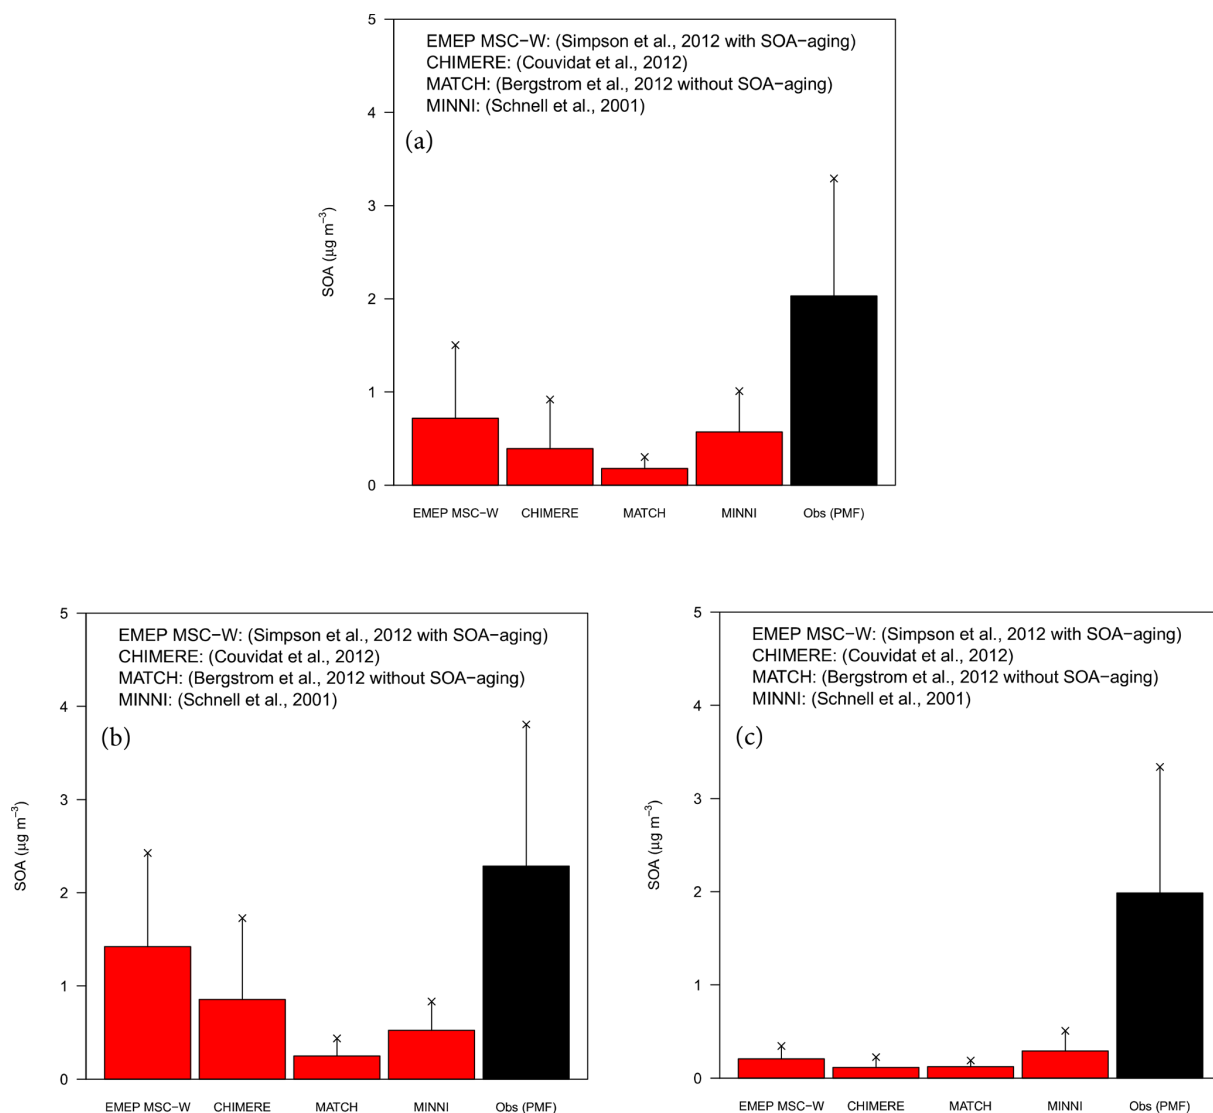 5
4
3
2
1
0
SOA (μg m−3)
EMEP MSC−W: (Simpson et al., 2012 with SOA−aging)
CHIMERE: (Couvidat et al., 2012)
MATCH: (Bergstrom et al., 2012 without SOA−aging)
MINNI: (Schnell et al., 2001)
(a)
EMEP MSC−W CHIMERE MATCH MINNI Obs (PMF)
5
4
3
2
1
0
SOA (μg m−3)
EMEP MSC−W: (Simpson et al., 2012 with SOA−aging)
CHIMERE: (Couvidat et al., 2012)
MATCH: (Bergstrom et al., 2012 without SOA−aging)
MINNI: (Schnell et al., 2001)
(b)
EMEP MSC−W CHIMERE MATCH MINNI Obs (PMF)
5
4
3
2
1
0
SOA (μg m−3)
EMEP MSC−W: (Simpson et al., 2012 with SOA−aging)
CHIMERE: (Couvidat et al., 2012)
MATCH: (Bergstrom et al., 2012 without SOA−aging)
MINNI: (Schnell et al., 2001)
(c)
EMEP MSC−W CHIMERE MATCH MINNI Obs (PMF)